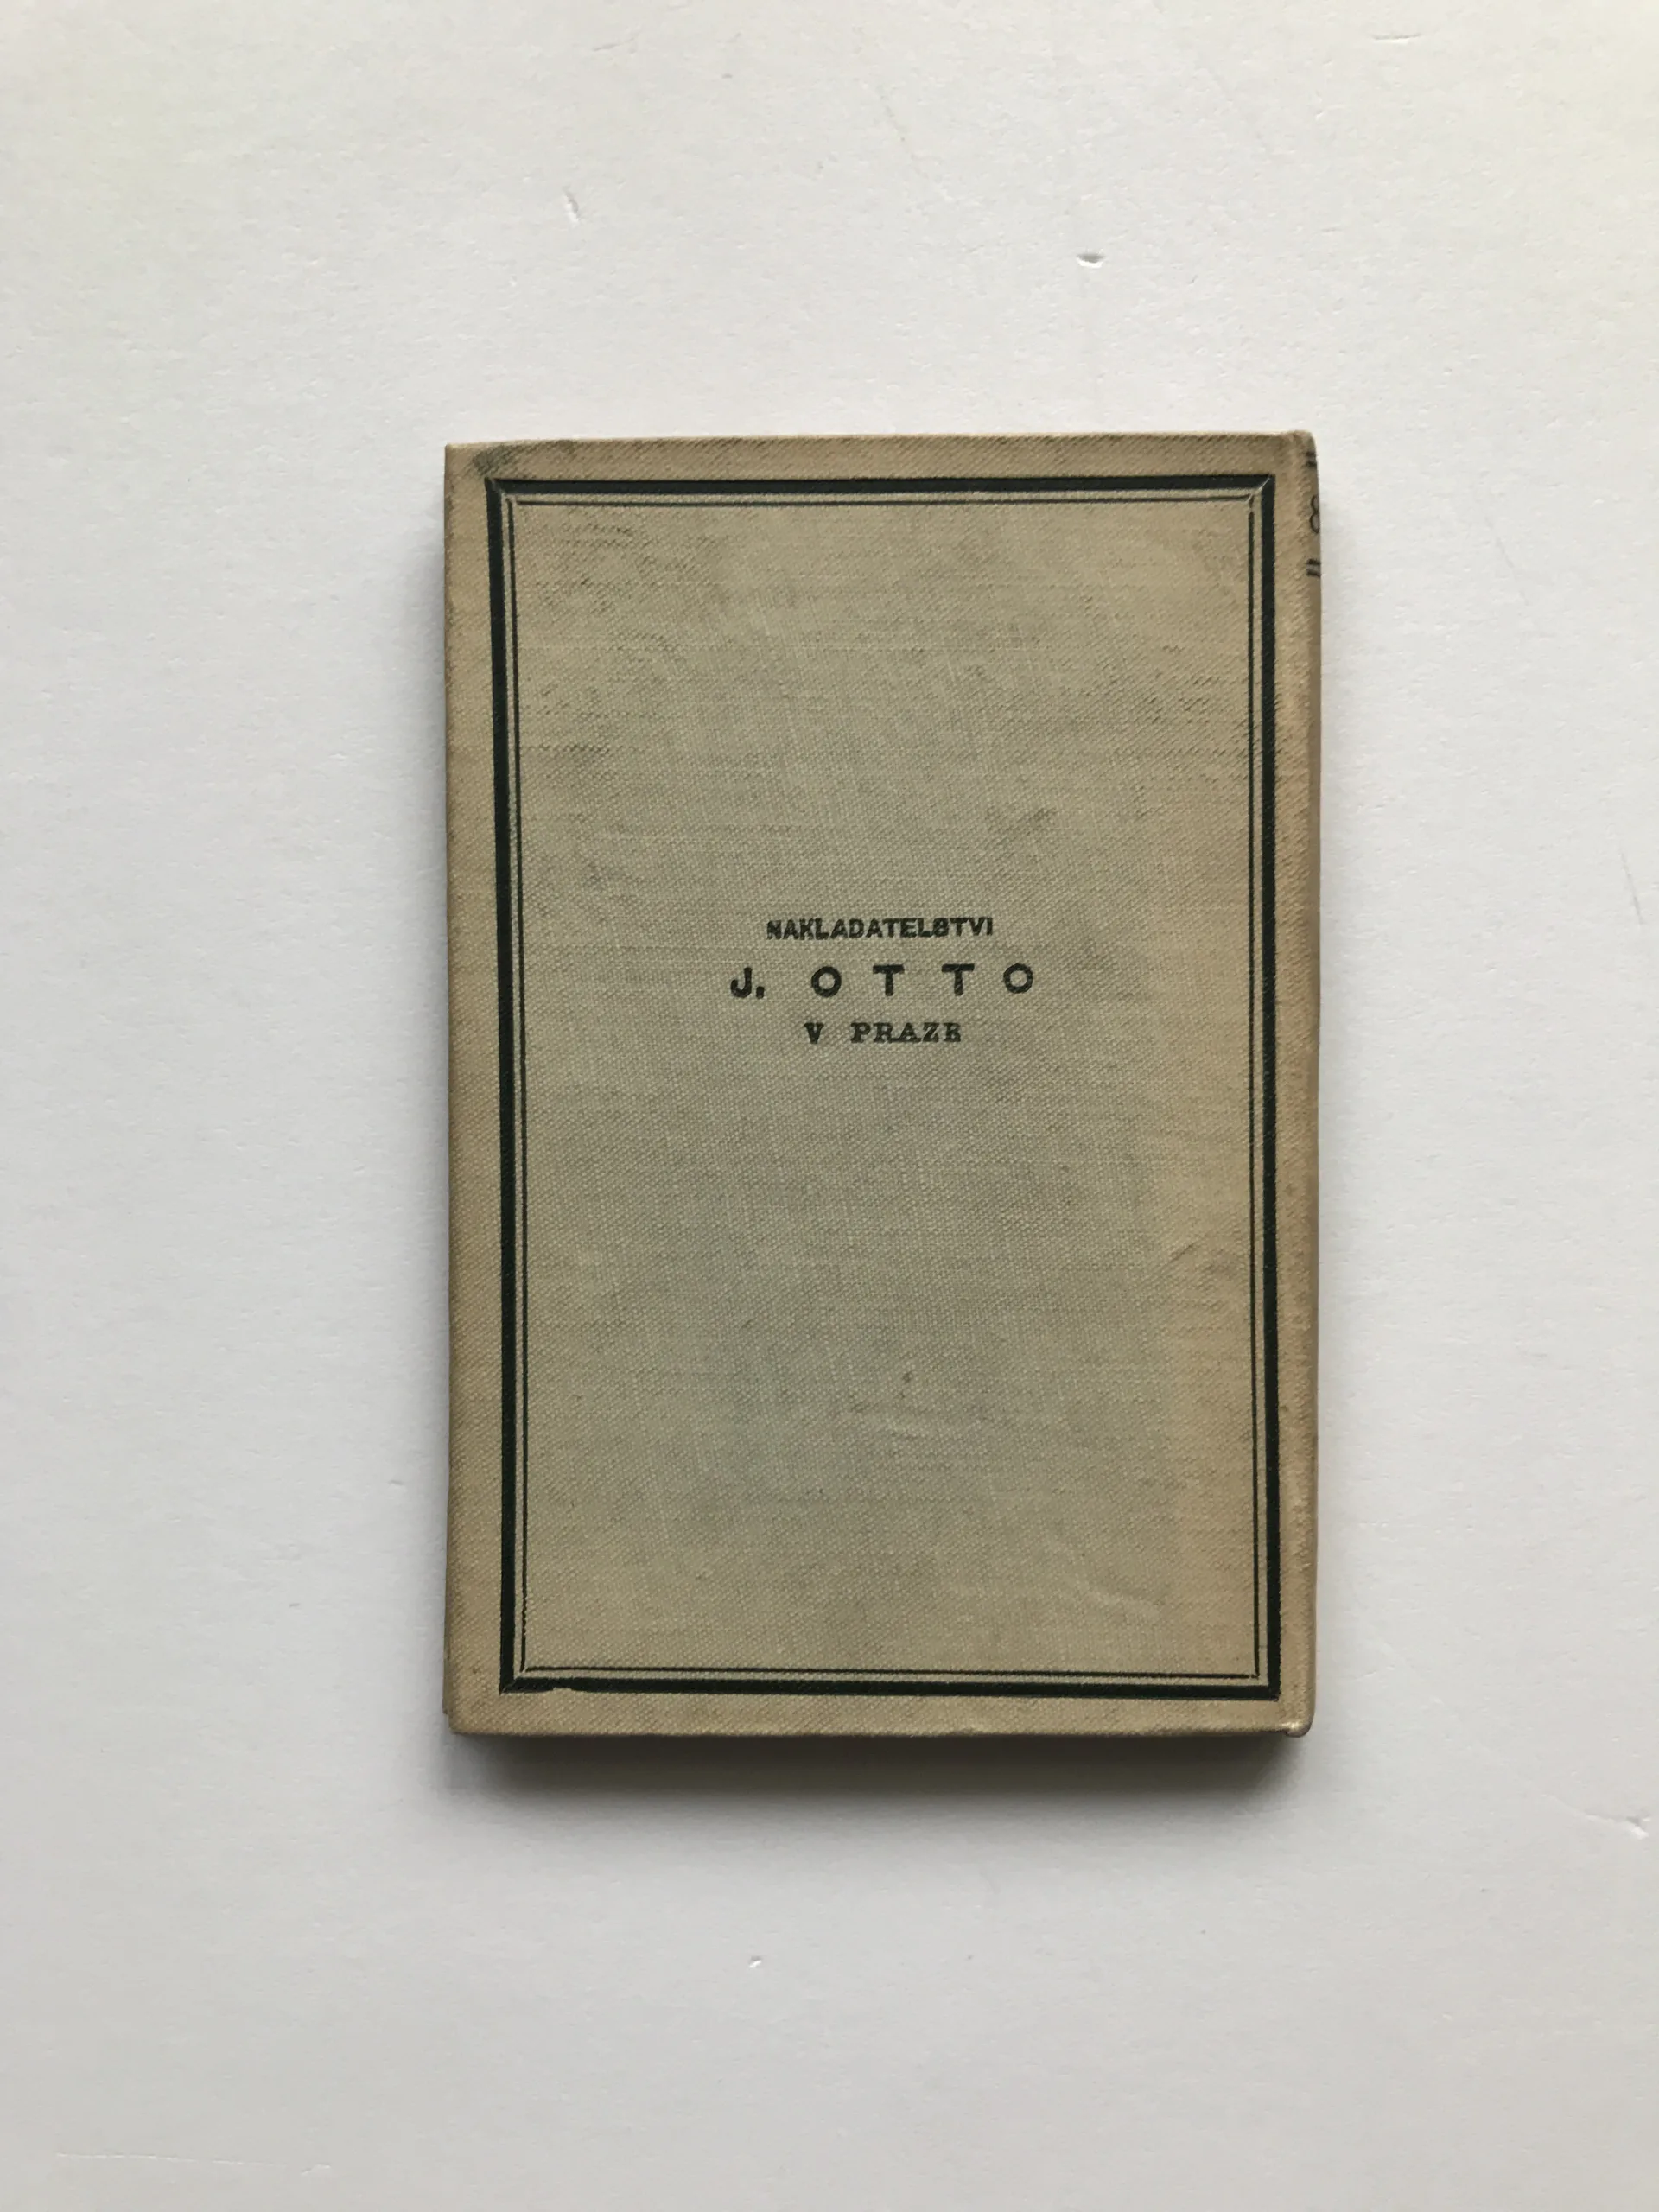 NAKLADATELSTVI
J. OTTO
V PRAZE